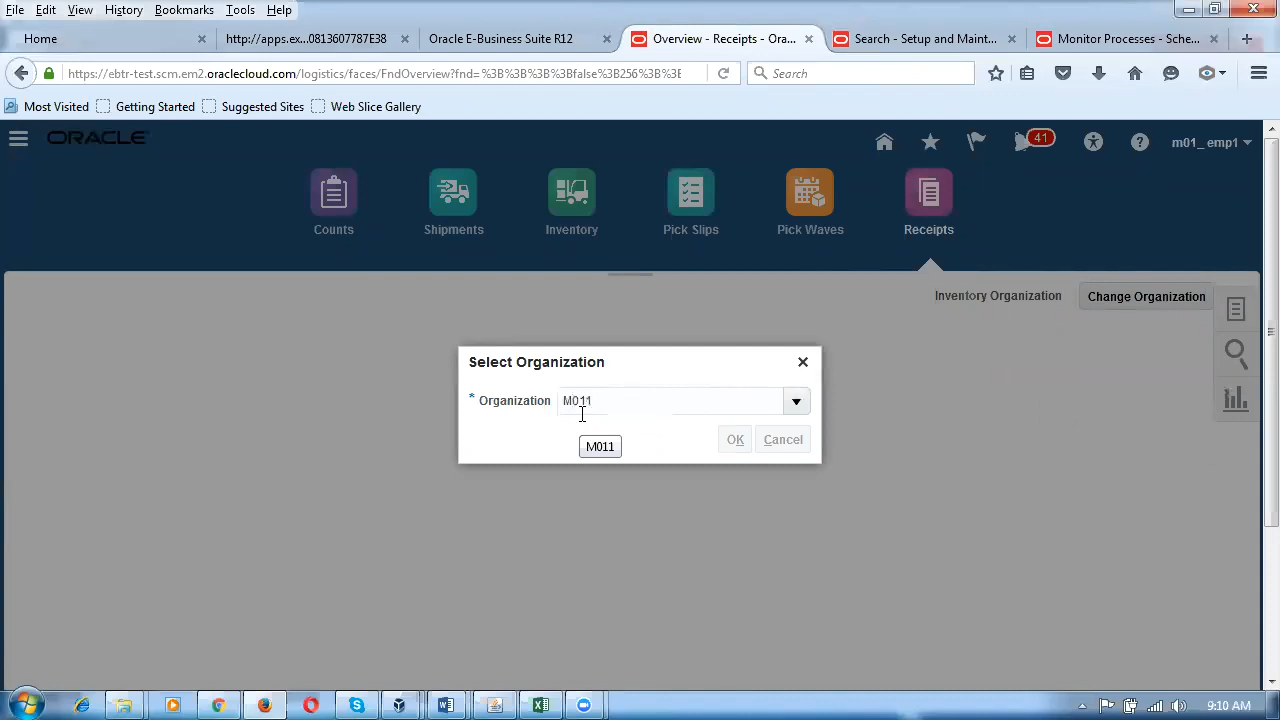 File Edit View History Bookmarks Tools Help
Home
http://apps.ex...0813607787E38
Oracle E-Business Suite R12
Overview - Receipts - Ora...
Search - Setup and Maint...
Monitor Processes - Sche...
https://ebtr-test.scm.em2.oraclecloud.com/logistics/faces/FndOverview?fnd=-%3B%3B%3B%3Bfalse%3B256%3B%3E
Search
Most Visited Getting Started Suggested Sites Web Slice Gallery
ORACLE
41
m01_ emp1
Counts Shipments Inventory Pick Slips Pick Waves Receipts
Inventory Organization Change Organization
Select Organization
* Organization M011
OK Cancel
M011
9:10 AM